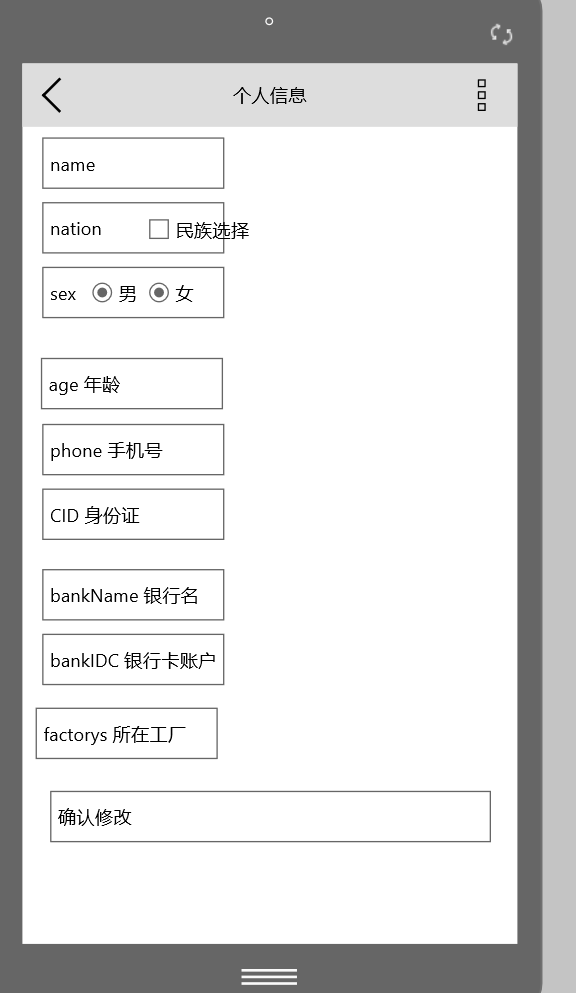 个人信息
name
nation 民族选择
sex 男 女
age 年龄
phone 手机号
CID 身份证
bankName 银行名
bankIDC 银行卡账户
factorys 所在工厂
确认修改